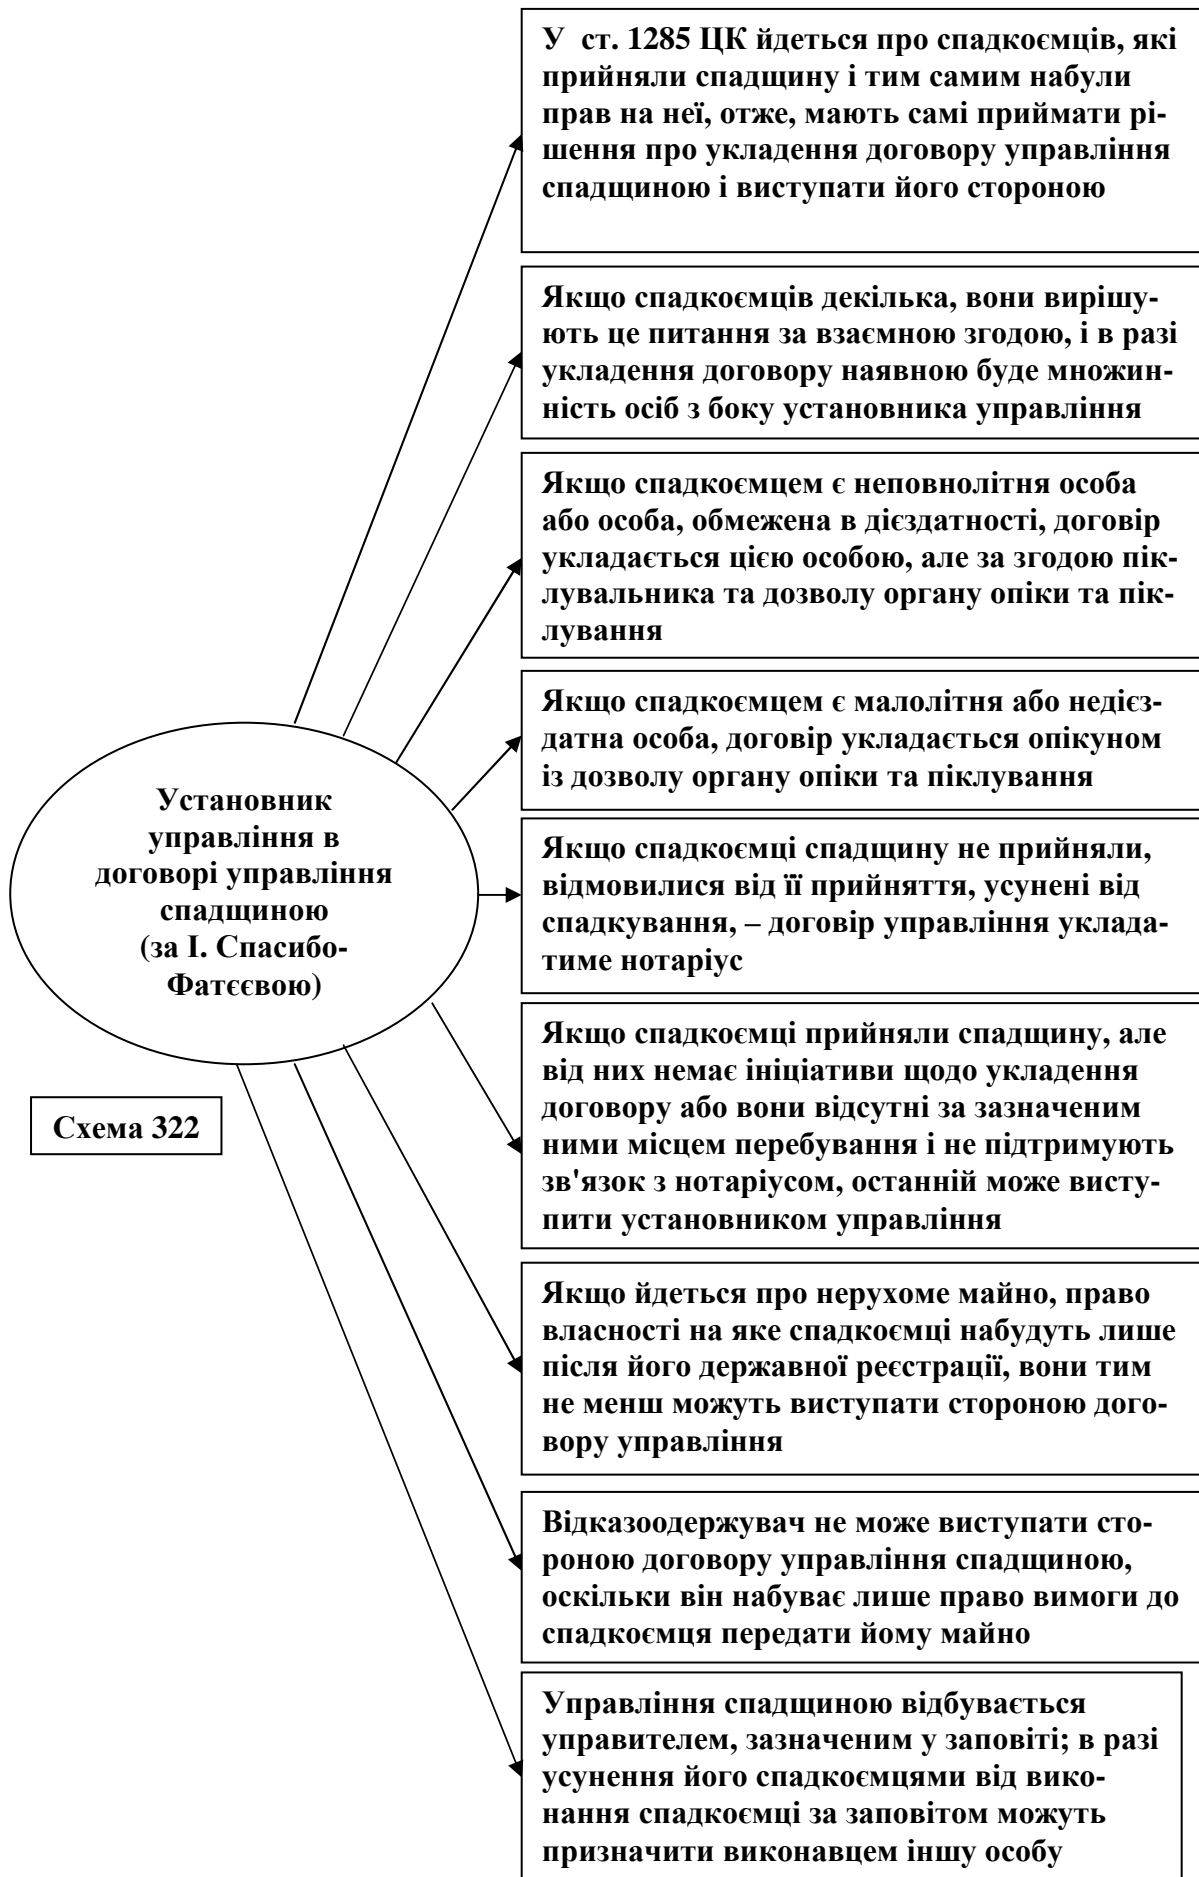 У ст. 1285 ЦК йдеться про спадкоємців, які
прийняли спадщину і тим самим набули
прав на неї, отже, мають самі приймати рі-
шення про укладення договору управління
спадщиною і виступати його стороною
Якщо спадкоємців декілька, вони вирішу-
ють це питання за взаємною згодою, і в разі
укладення договору наявною буде множин-
ність осіб з боку установника управління
Якщо спадкоємцем є неповнолітня особа
або особа, обмежена в дієздатності, договір
укладається цією особою, але за згодою пік-
лувальника та дозволу органу опіки та пік-
лування
Якщо спадкоємцем є малолітня або недієз-
датна особа, договір укладається опікуном
із дозволу органу опіки та піклування
Установник
управління в
договорі управління
спадщиною
(за І. Спасибо-
Фатєєвою)
Якщо спадкоємці спадщину не прийняли,
відмовилися від її прийняття, усунені від
спадкування, – договір управління уклада-
тиме нотаріус
Якщо спадкоємці прийняли спадщину, але
від них немає ініціативи щодо укладення
договору або вони відсутні за зазначеним
ними місцем перебування і не підтримують
зв'язок з нотаріусом, останній може висту-
пити установником управління
Схема 322
Якщо йдеться про нерухоме майно, право
власності на яке спадкоємці набудуть лише
після його державної реєстрації, вони тим
не менш можуть виступати стороною дого-
вору управління
Відказоодержувач не може виступати сто-
роною договору управління спадщиною,
оскільки він набуває лише право вимоги до
спадкоємця передати йому майно
Управління спадщиною відбувається
управителем, зазначеним у заповіті; в разі
усунення його спадкоємцями від вико-
нання спадкоємці за заповітом можуть
призначити виконавцем іншу особу